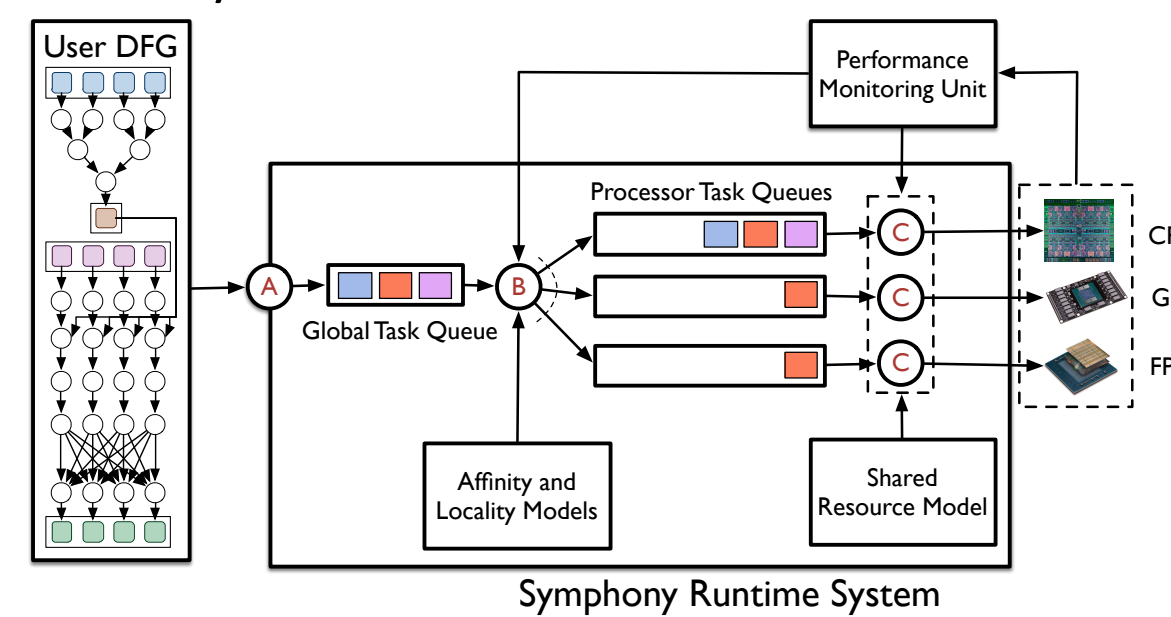 User DFG
Performance
Monitoring Unit
Processor Task Queues
A
B
C
C
C
Global Task Queue
Affinity and
Locality Models
Shared
Resource Model
Symphony Runtime System